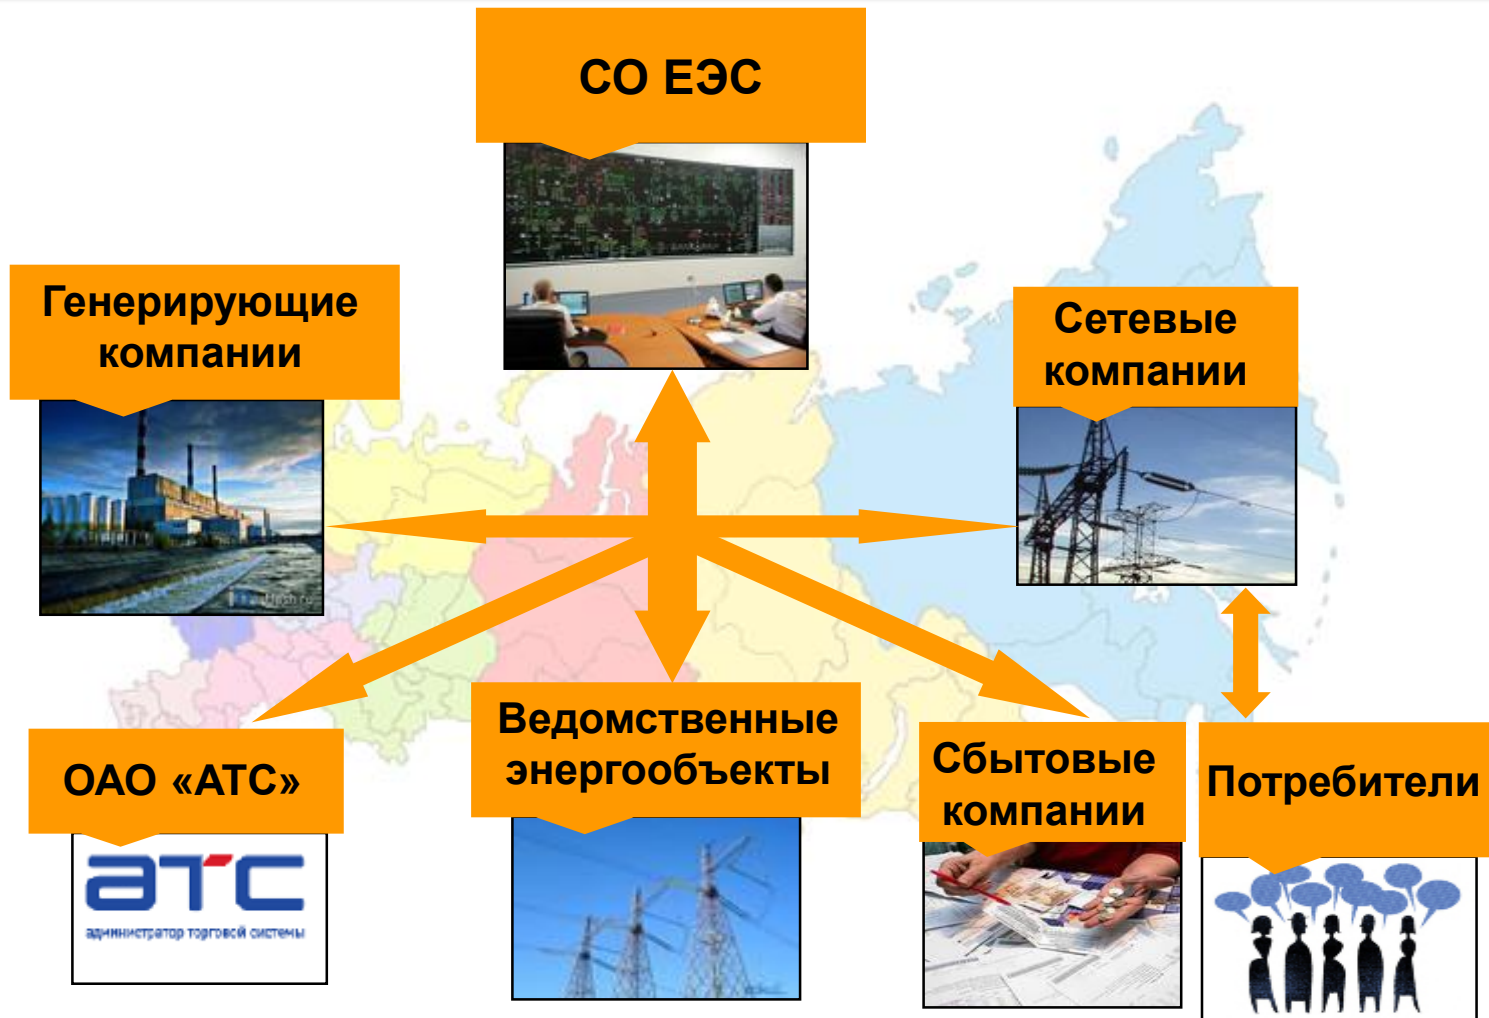 СО ЕЭС
Генерирующие
компании
Сетевые
компании
ОАО «АТС»
Ведомственные
энергообъекты
Сбытовые
компании
Потребители
атс
администратор торговой системы